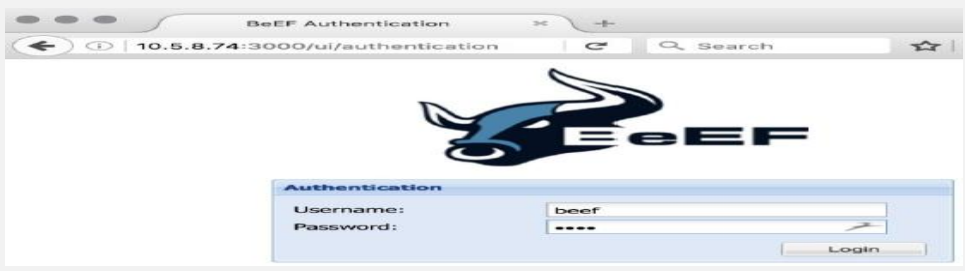 BeEF Authentication
10.5.8.74:3000/ui/authentication
Search
BeEF
Authentication
Username: beef
Password: ••••
Login